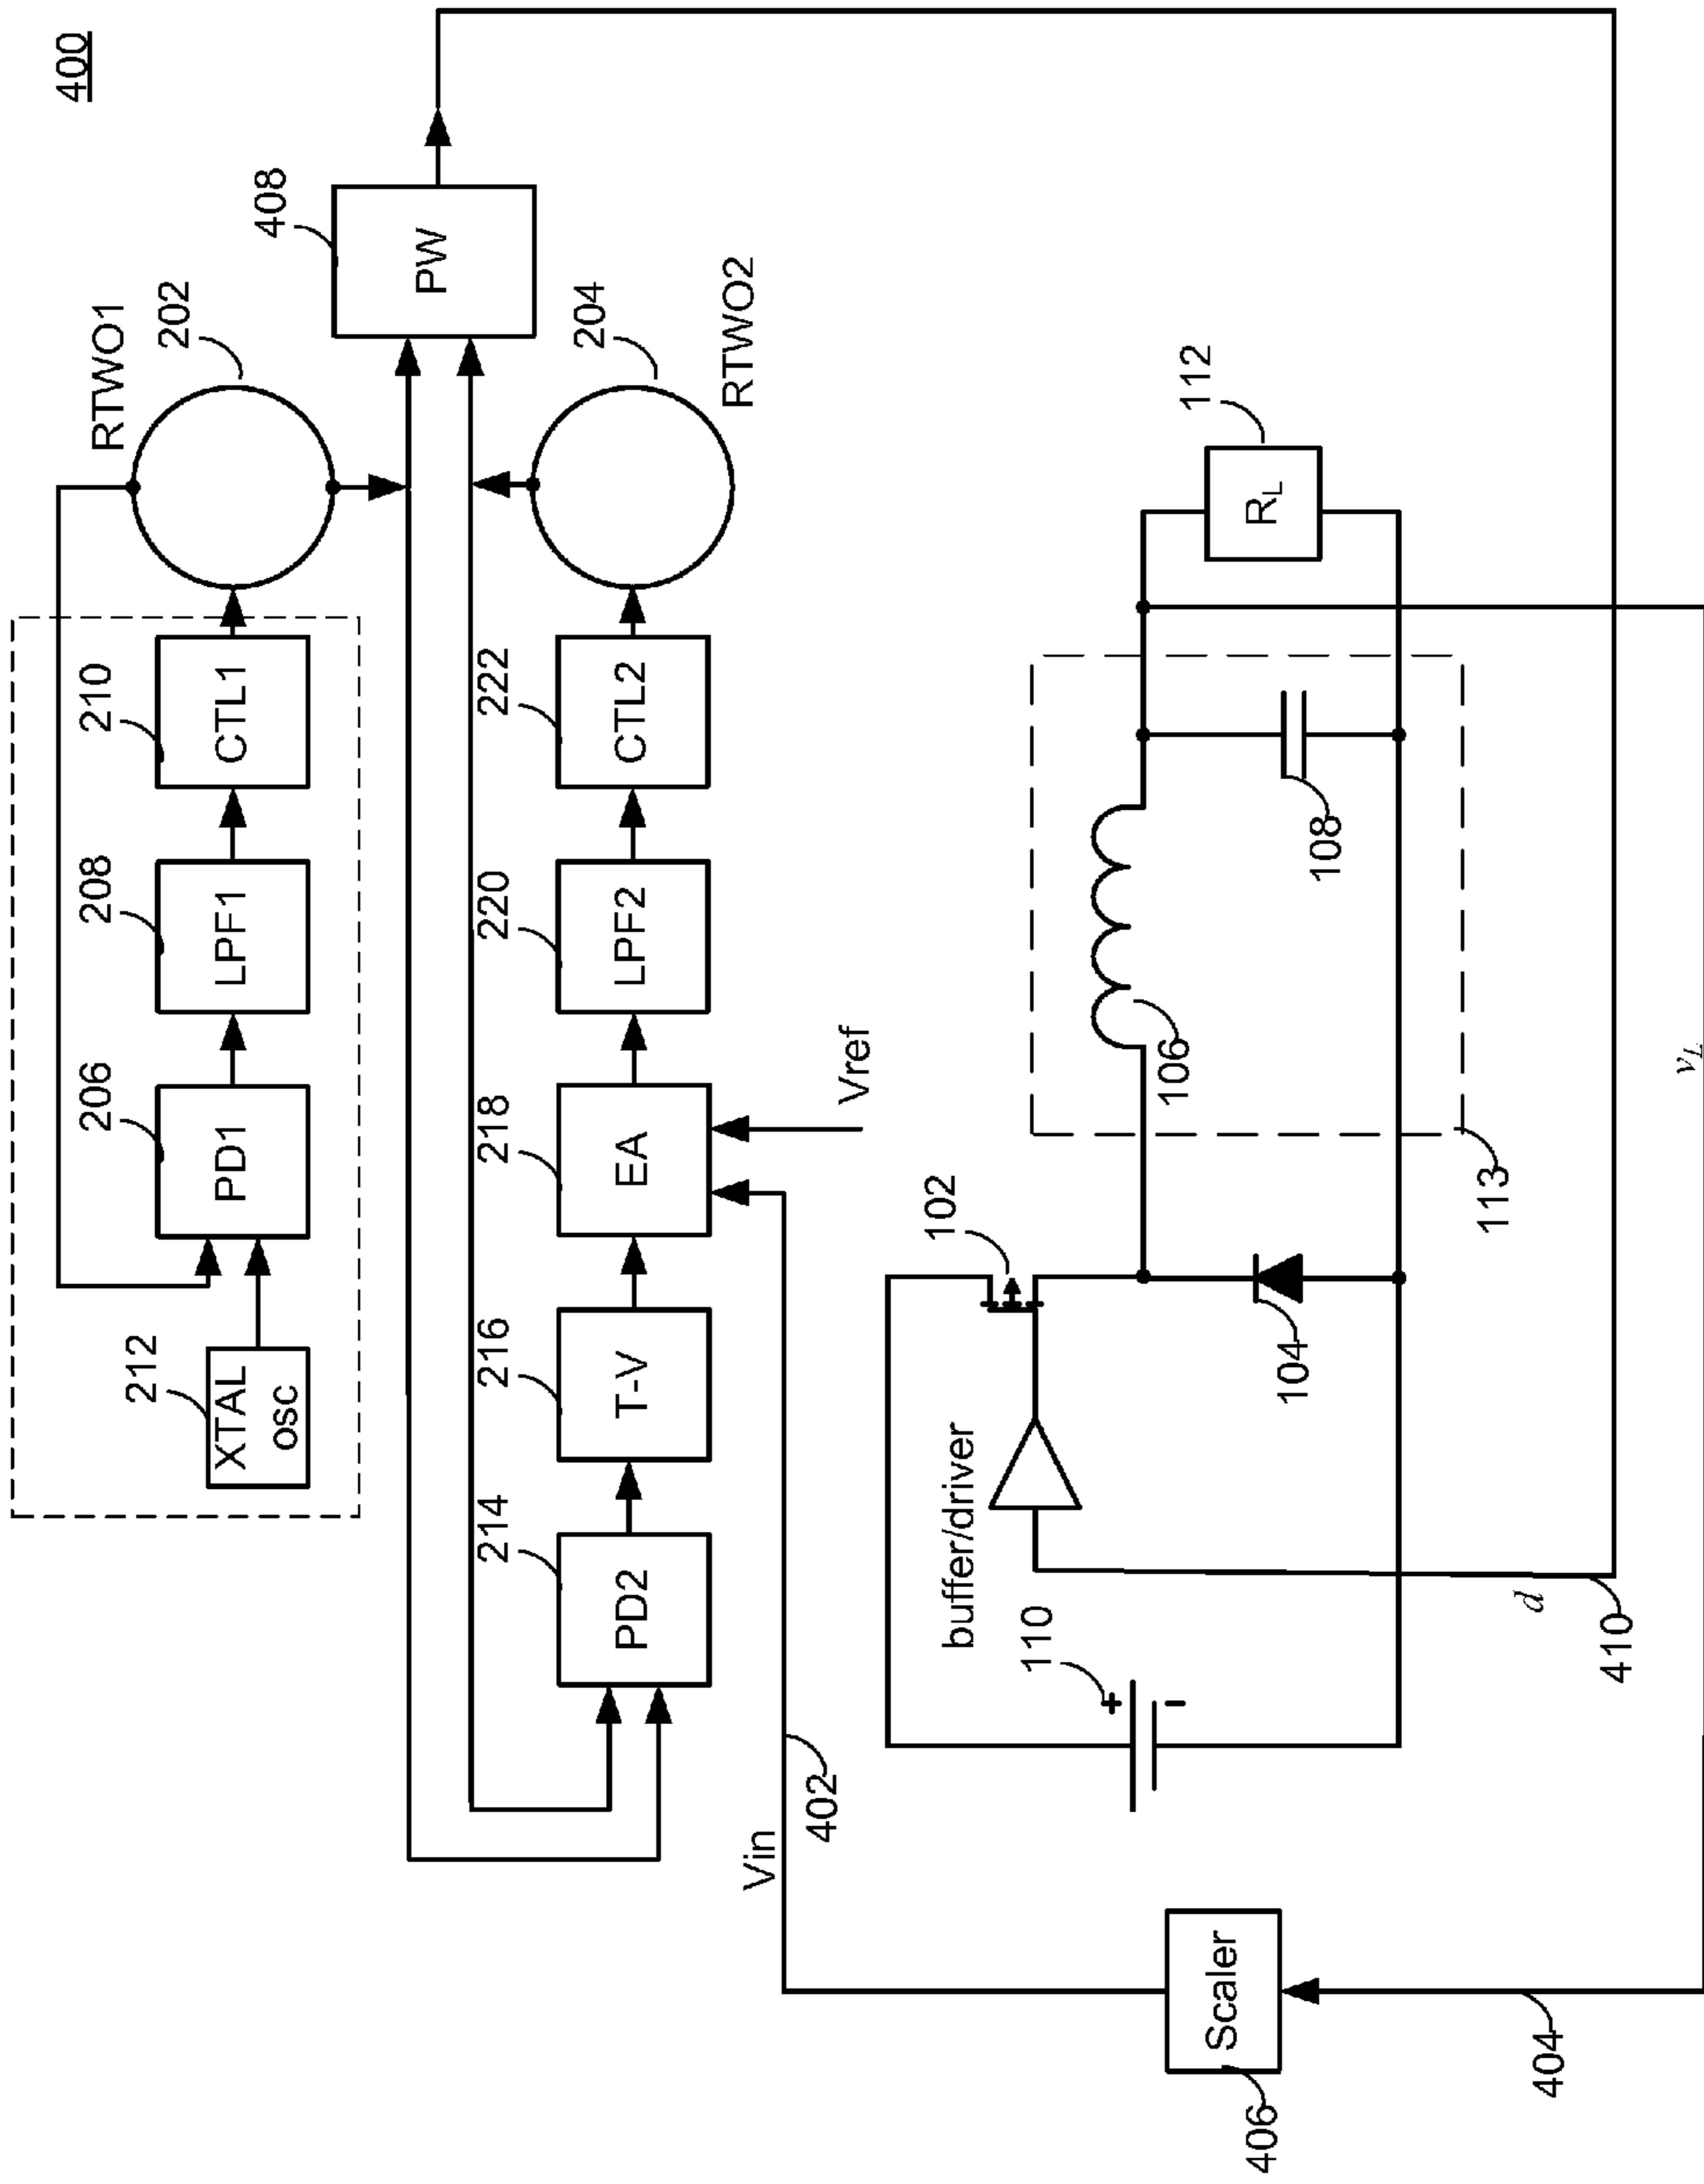 400
RTWO1
202
210
CTL1
208
LPF1
206
PD1
212
XTAL
osc
408
PW
204
RTWO2
222
CTL2
220
LPF2
218
EA
216
T-V
214
PD2
Vref
Vin
402
112
R_L
108
106
113
102
104
buffer/driver
110
+
-
d
410
v_L
Scaler
406
404